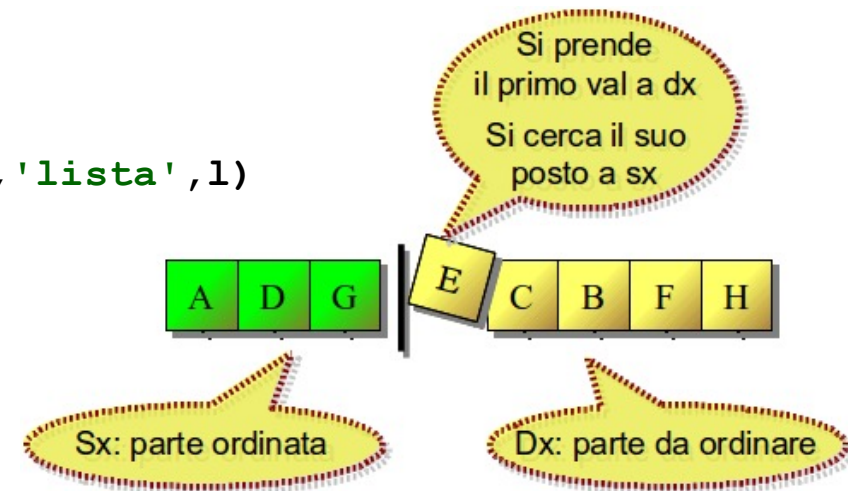 Si prende
il primo val a dx
Si cerca il suo
posto a sx
,'lista',l)
A D G E C B F H
Sx: parte ordinata
Dx: parte da ordinare